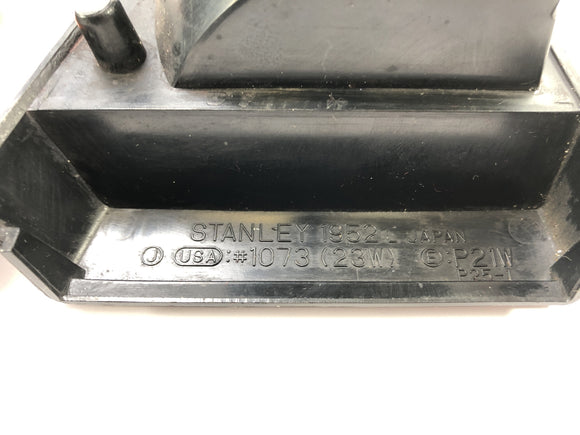 STANLEY 1952 JAPAN
J USA :#1073 (23W) E :P21W